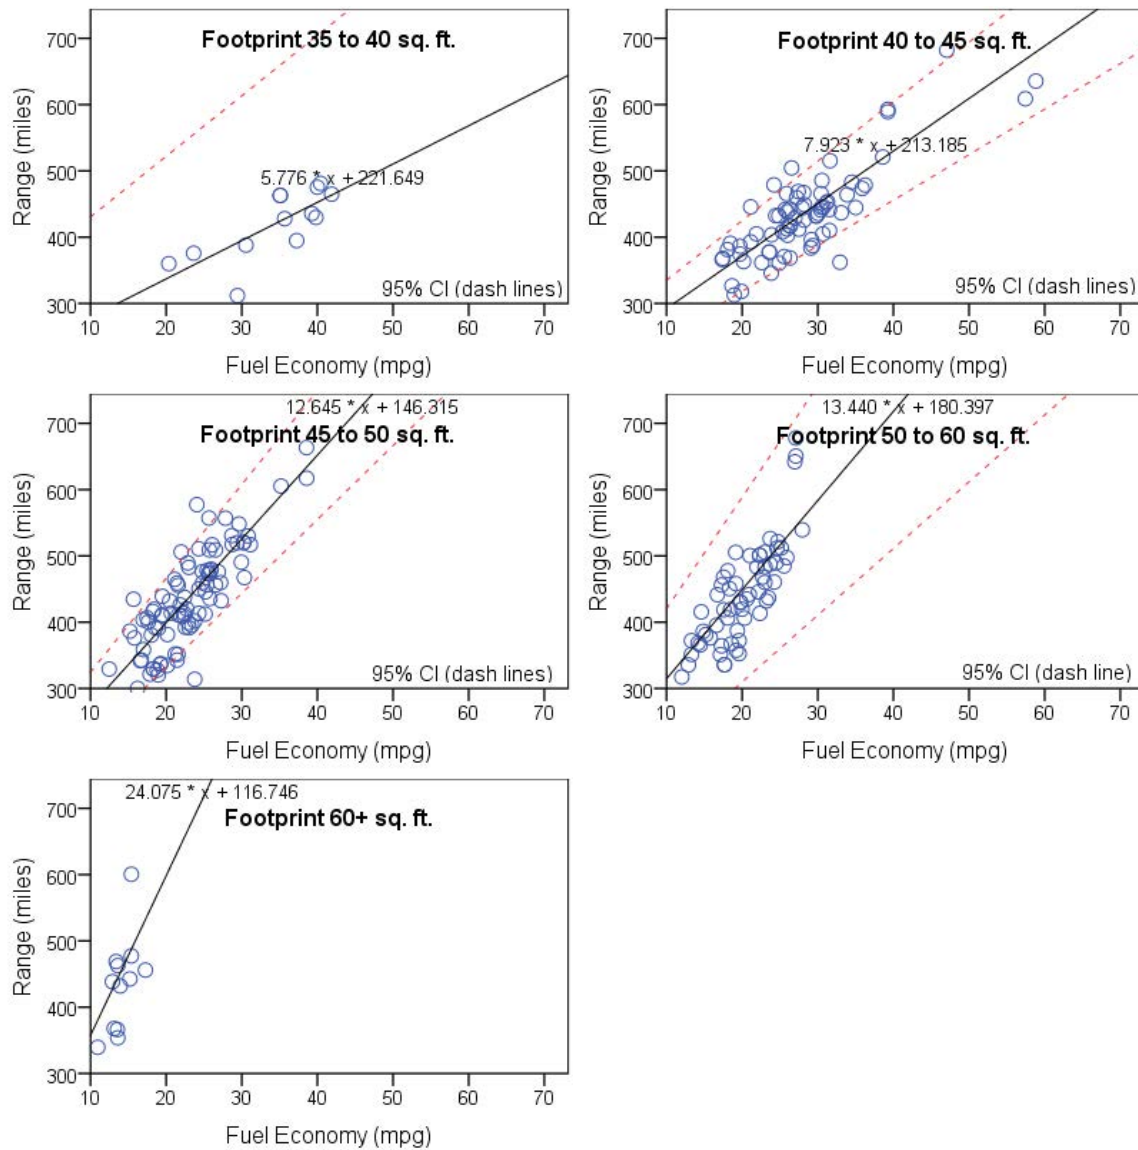 Footprint 35 to 40 sq. ft.
700
600
500
400
300
Range (miles)
5.776 * x + 221.649
95% CI (dash lines)
10 20 30 40 50 60 70
Fuel Economy (mpg)
Footprint 40 to 45 sq. ft.
700
600
500
400
300
Range (miles)
7.923 * x + 213.185
95% CI (dash lines)
10 20 30 40 50 60 70
Fuel Economy (mpg)
12.645 * x + 146.315
Footprint 45 to 50 sq. ft.
700
600
500
400
300
Range (miles)
95% CI (dash lines)
10 20 30 40 50 60 70
Fuel Economy (mpg)
13.440 * x + 180.397
Footprint 50 to 60 sq. ft.
700
600
500
400
300
Range (miles)
95% CI (dash line)
10 20 30 40 50 60 70
Fuel Economy (mpg)
24.075 * x + 116.746
Footprint 60+ sq. ft.
700
600
500
400
300
Range (miles)
10 20 30 40 50 60 70
Fuel Economy (mpg)